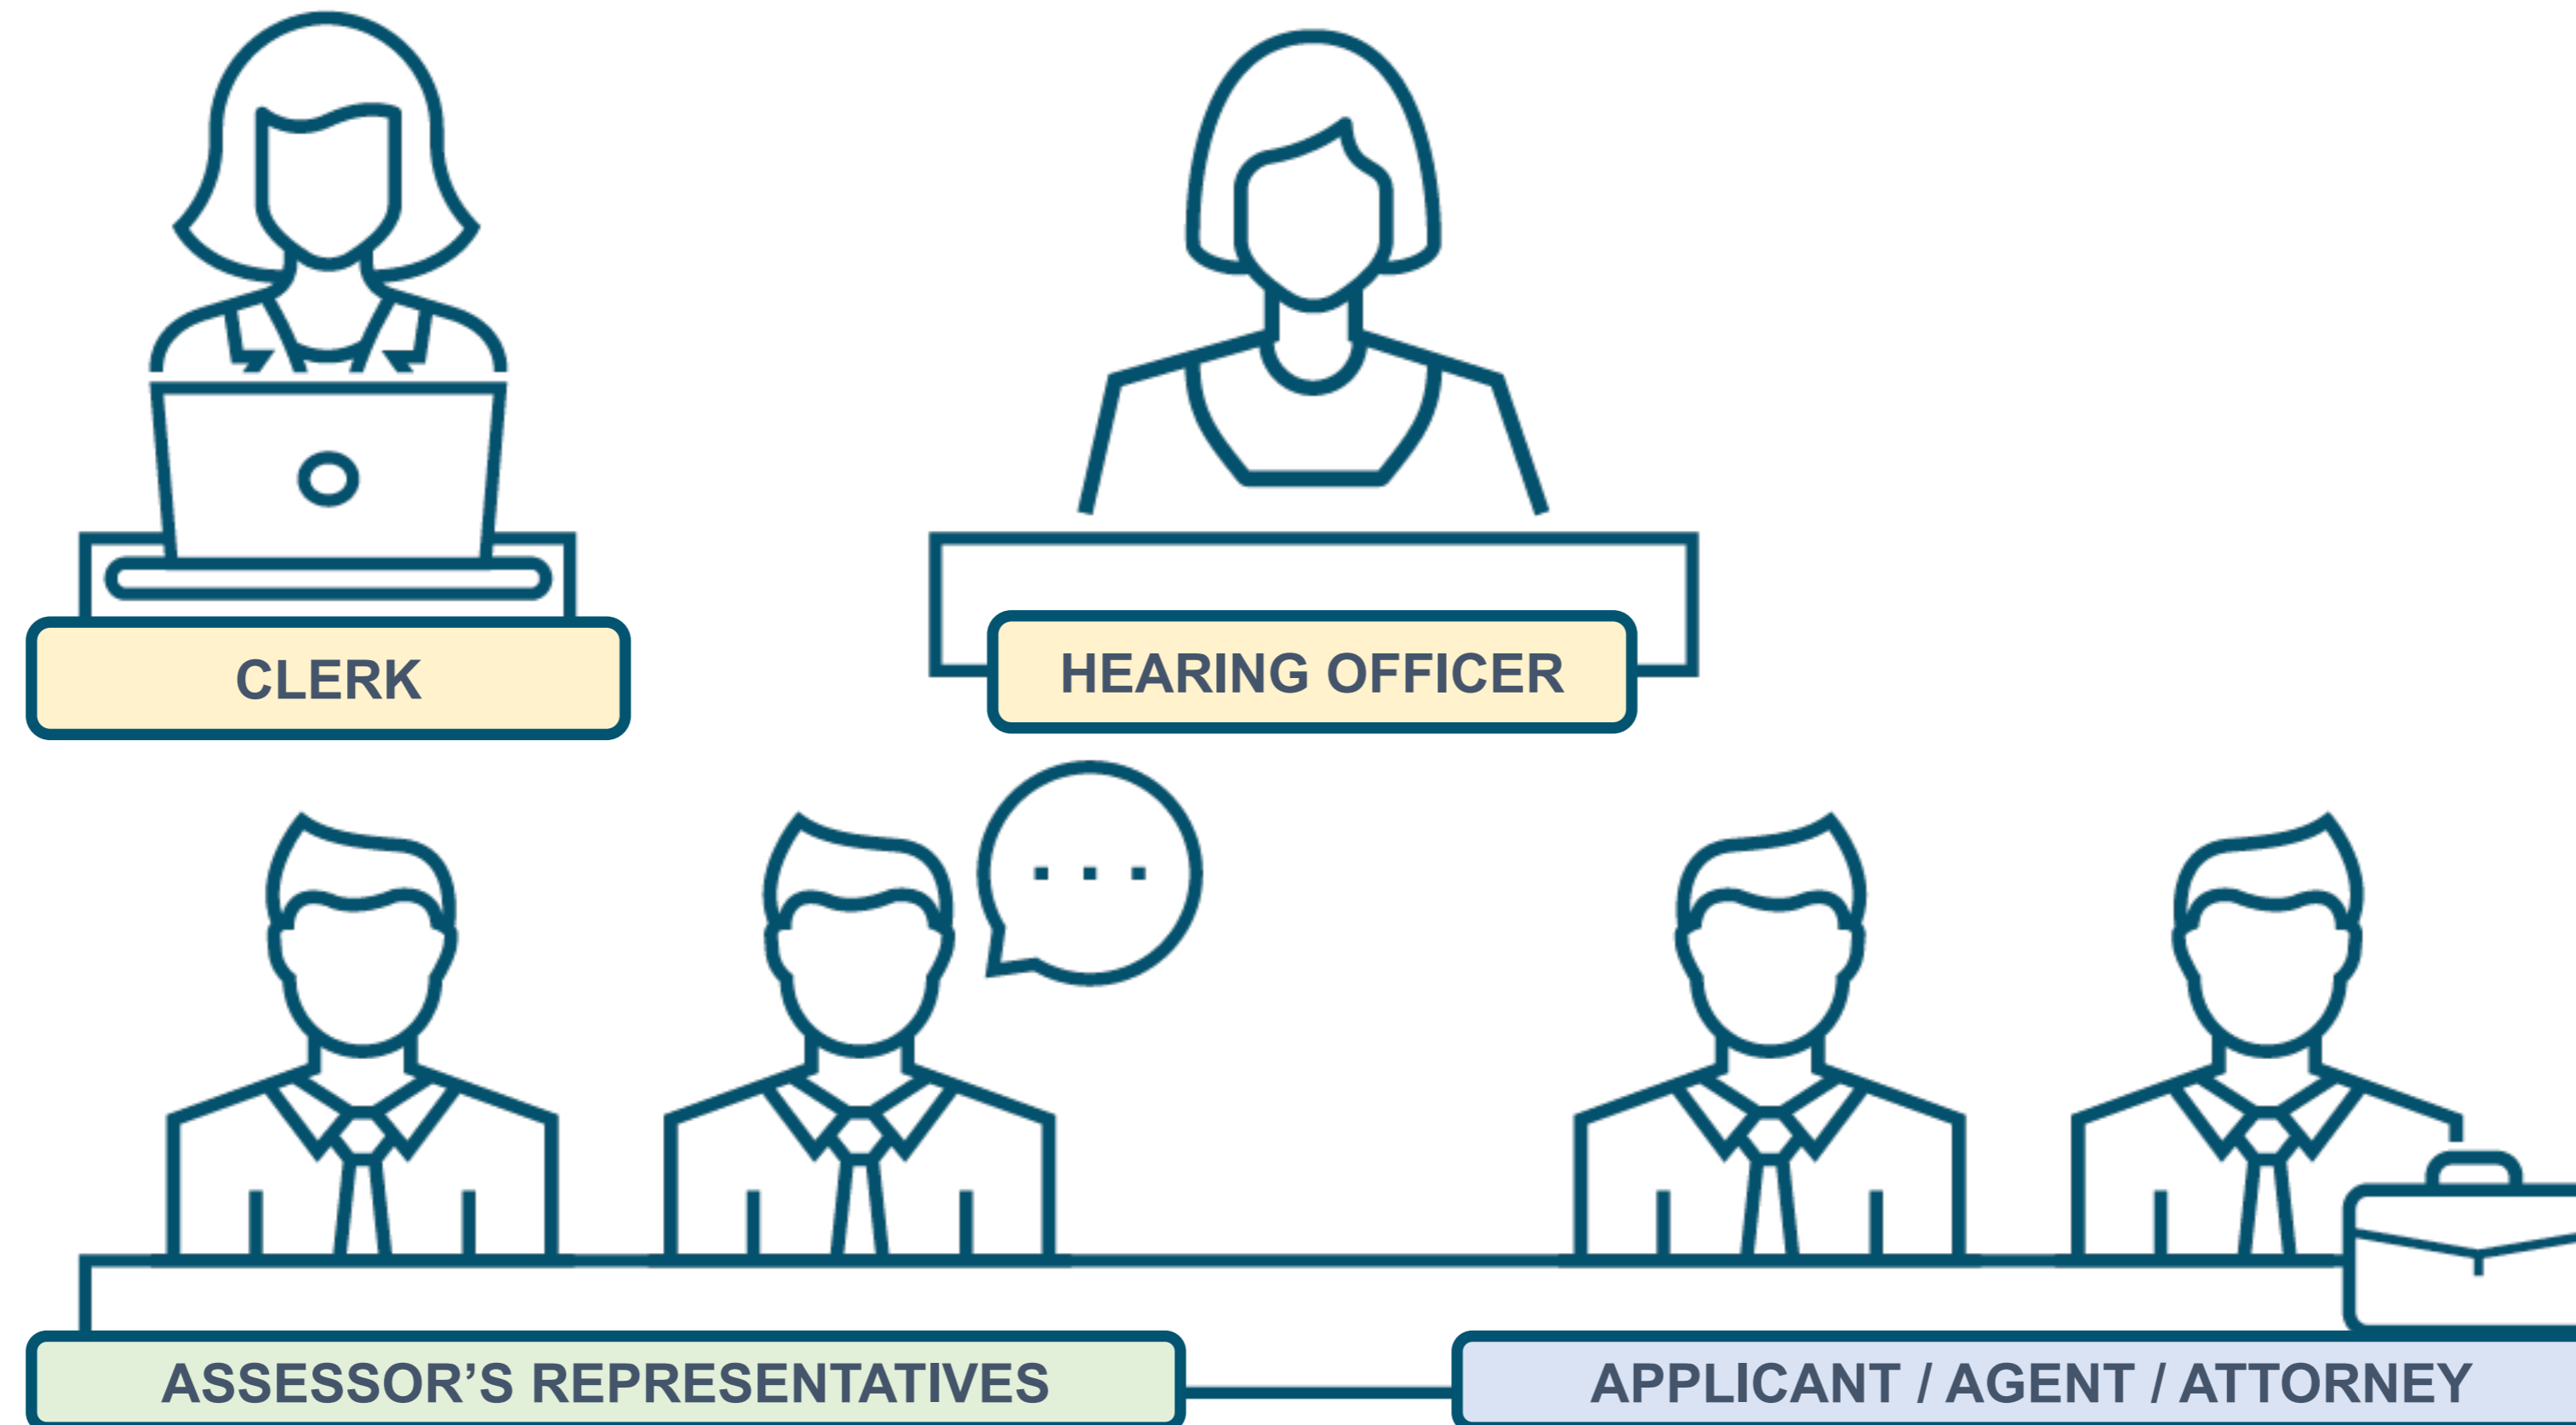 CLERK
HEARING OFFICER
...
ASSESSOR’S REPRESENTATIVES
APPLICANT / AGENT / ATTORNEY